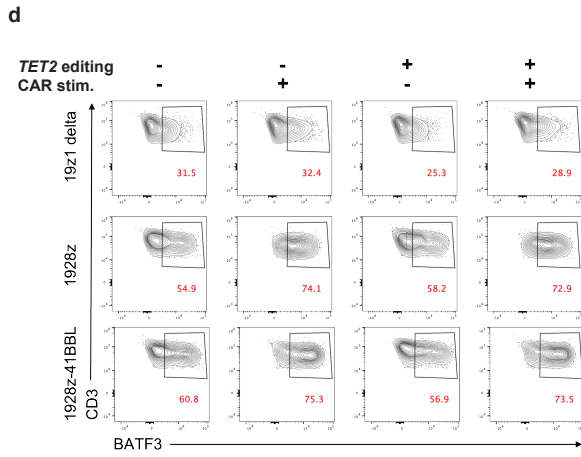 d
TET2 editing - - + +
CAR stim. - + - +
19z1 delta
31.5 32.4 25.3 28.9
1928z
54.9 74.1 58.2 72.9
1928z-41BBL
60.8 75.3 56.9 73.5
CD3
BATF3